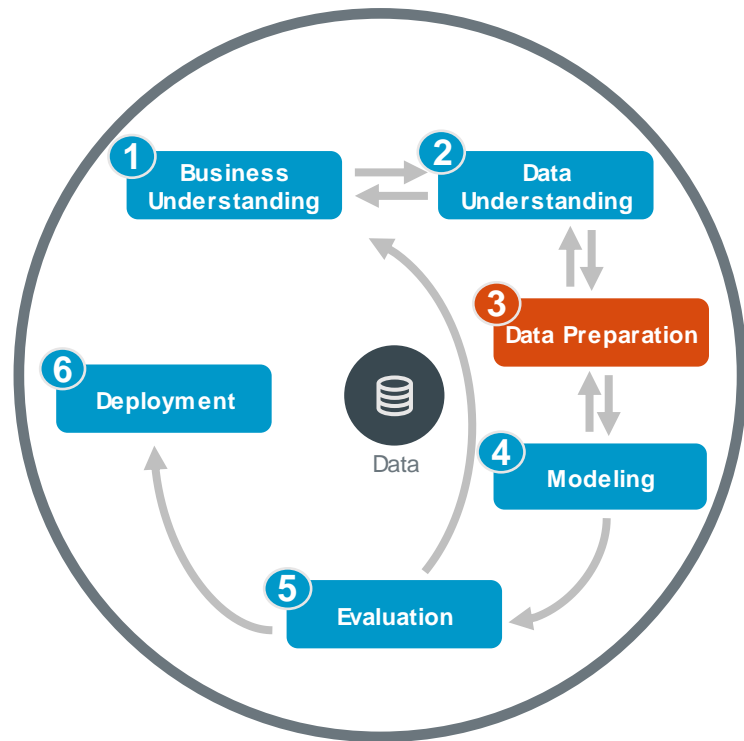 1
Business
Understanding
2
Data
Understanding
3
Data Preparation
4
Modeling
5
Evaluation
6
Deployment
Data